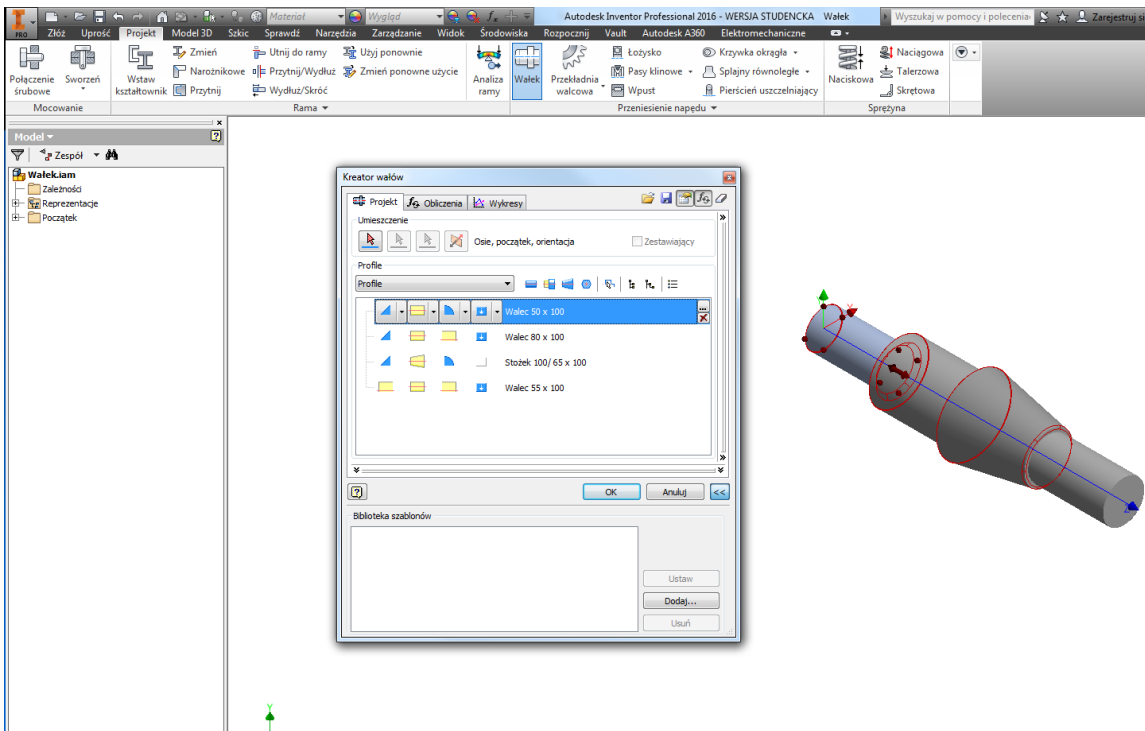 Materiał Wygląd Autodesk Inventor Professional 2016 - WERSJA STUDENCKA Wałek Wyszukaj w pomocy i polecenia Zarejestruj si
PRO Złóż Uprość Projekt Model 3D Szkic Sprawdź Narzędzia Zarządzanie Widok Środowiska Rozpocznij Vault Autodesk A360 Elektromechaniczne
Połączenie śrubowe
Sworzeń
Wstaw kształtownik
Zmień
Narożnikowe
Przytnij
Utnij do ramy
Przytnij/Wydłuż
Wydłuż/Skróć
Użyj ponownie
Zmień ponowne użycie
Analiza ramy
Wałek
Przekładnia walcowa
Łożysko
Pasy klinowe
Wpust
Krzywka okrągła
Splajny równoległe
Pierścień uszczelniający
Naciskowa
Naciągowa
Talerzowa
Skrętowa
Mocowanie Rama Przeniesienie napędu Sprężyna
Model
Zespół
Wałek.iam
Zależności
Reprezentacje
Początek
Kreator wałów
Projekt Obliczenia Wykresy
Umieszczenie
Osie, początek, orientacja Zestawiający
Profile
Profile
Walec 50 x 100
Walec 80 x 100
Stożek 100/ 65 x 100
Walec 55 x 100
OK Anuluj <<
Biblioteka szablonów
Ustaw
Dodaj...
Usuń
Y